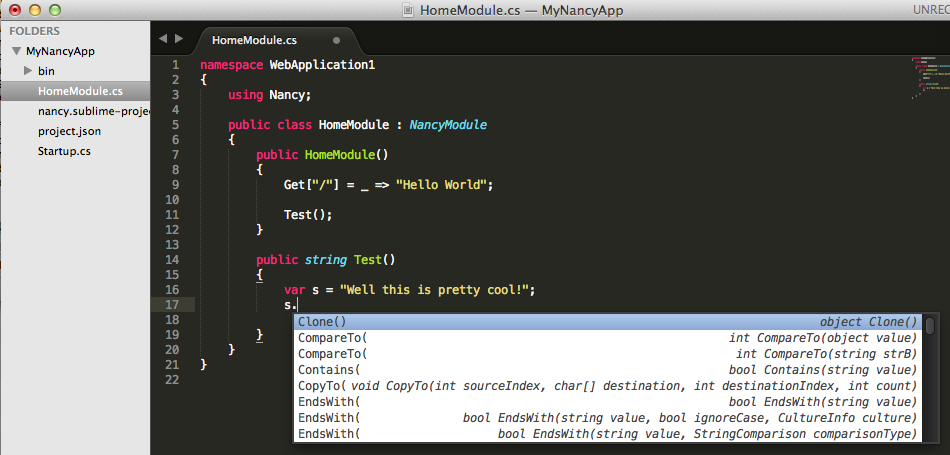 HomeModule.cs — MyNancyApp
UNREG
FOLDERS
MyNancyApp
bin
HomeModule.cs
nancy.sublime-proje
project.json
Startup.cs
HomeModule.cs
1 namespace WebApplication1
2 {
3 using Nancy;
4
5 public class HomeModule : NancyModule
6 {
7 public HomeModule()
8 {
9 Get["/"] = _ => "Hello World";
10
11 Test();
12 }
13
14 public string Test()
15 {
16 var s = "Well this is pretty cool!";
17 s.
18
19 }
20 }
21 }
22
Clone() object Clone()
CompareTo( int CompareTo(object value)
CompareTo( int CompareTo(string strB)
Contains( bool Contains(string value)
CopyTo( void CopyTo(int sourceIndex, char[] destination, int destinationIndex, int count)
EndsWith( bool EndsWith(string value)
EndsWith( bool EndsWith(string value, bool ignoreCase, CultureInfo culture)
EndsWith( bool EndsWith(string value, StringComparison comparisonType)